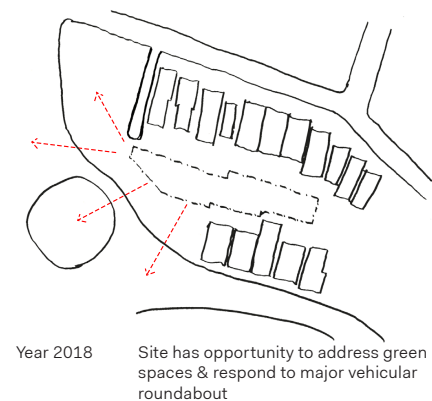 Year 2018
Site has opportunity to address green
spaces & respond to major vehicular
roundabout